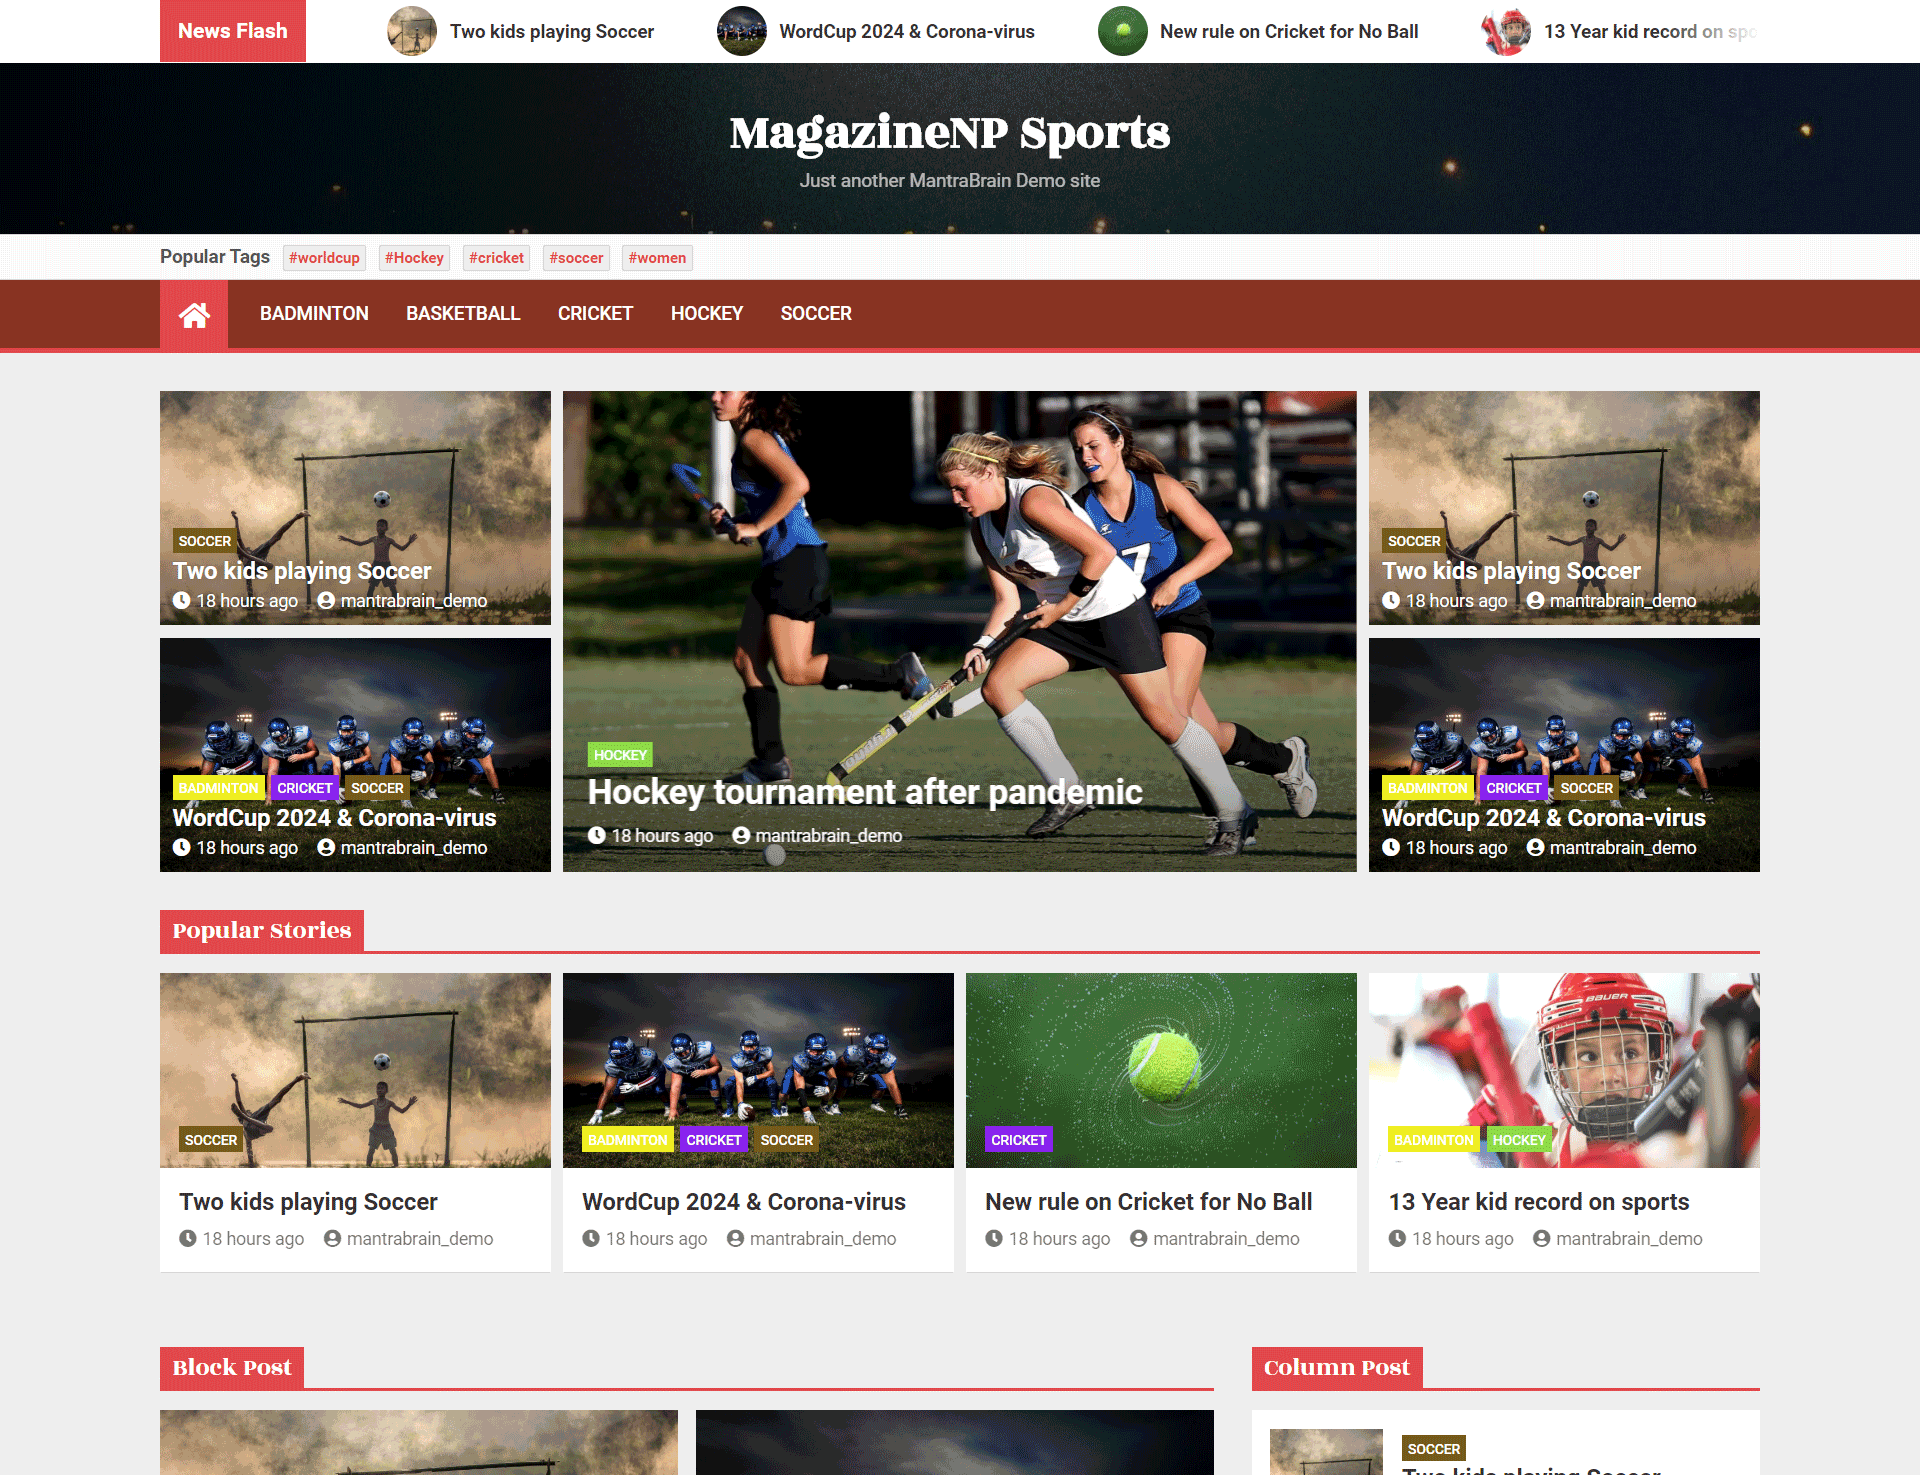 News Flash
Two kids playing Soccer
WordCup 2024 & Corona-virus
New rule on Cricket for No Ball
13 Year kid record on spo
MagazineNP Sports
Just another MantraBrain Demo site
Popular Tags #worldcup #Hockey #cricket #soccer #women
BADMINTON BASKETBALL CRICKET HOCKEY SOCCER
SOCCER
Two kids playing Soccer
18 hours ago mantrabrain_demo
BADMINTON CRICKET SOCCER
WordCup 2024 & Corona-virus
18 hours ago mantrabrain_demo
7
HOCKEY
Hockey tournament after pandemic
18 hours ago mantrabrain_demo
SOCCER
Two kids playing Soccer
18 hours ago mantrabrain_demo
BADMINTON CRICKET SOCCER
WordCup 2024 & Corona-virus
18 hours ago mantrabrain_demo
Popular Stories
SOCCER
Two kids playing Soccer
18 hours ago mantrabrain_demo
BADMINTON CRICKET SOCCER
WordCup 2024 & Corona-virus
18 hours ago mantrabrain_demo
CRICKET
New rule on Cricket for No Ball
18 hours ago mantrabrain_demo
BAUER
BADMINTON HOCKEY
13 Year kid record on sports
18 hours ago mantrabrain_demo
Block Post
Column Post
SOCCER
Two kids playing Soccer